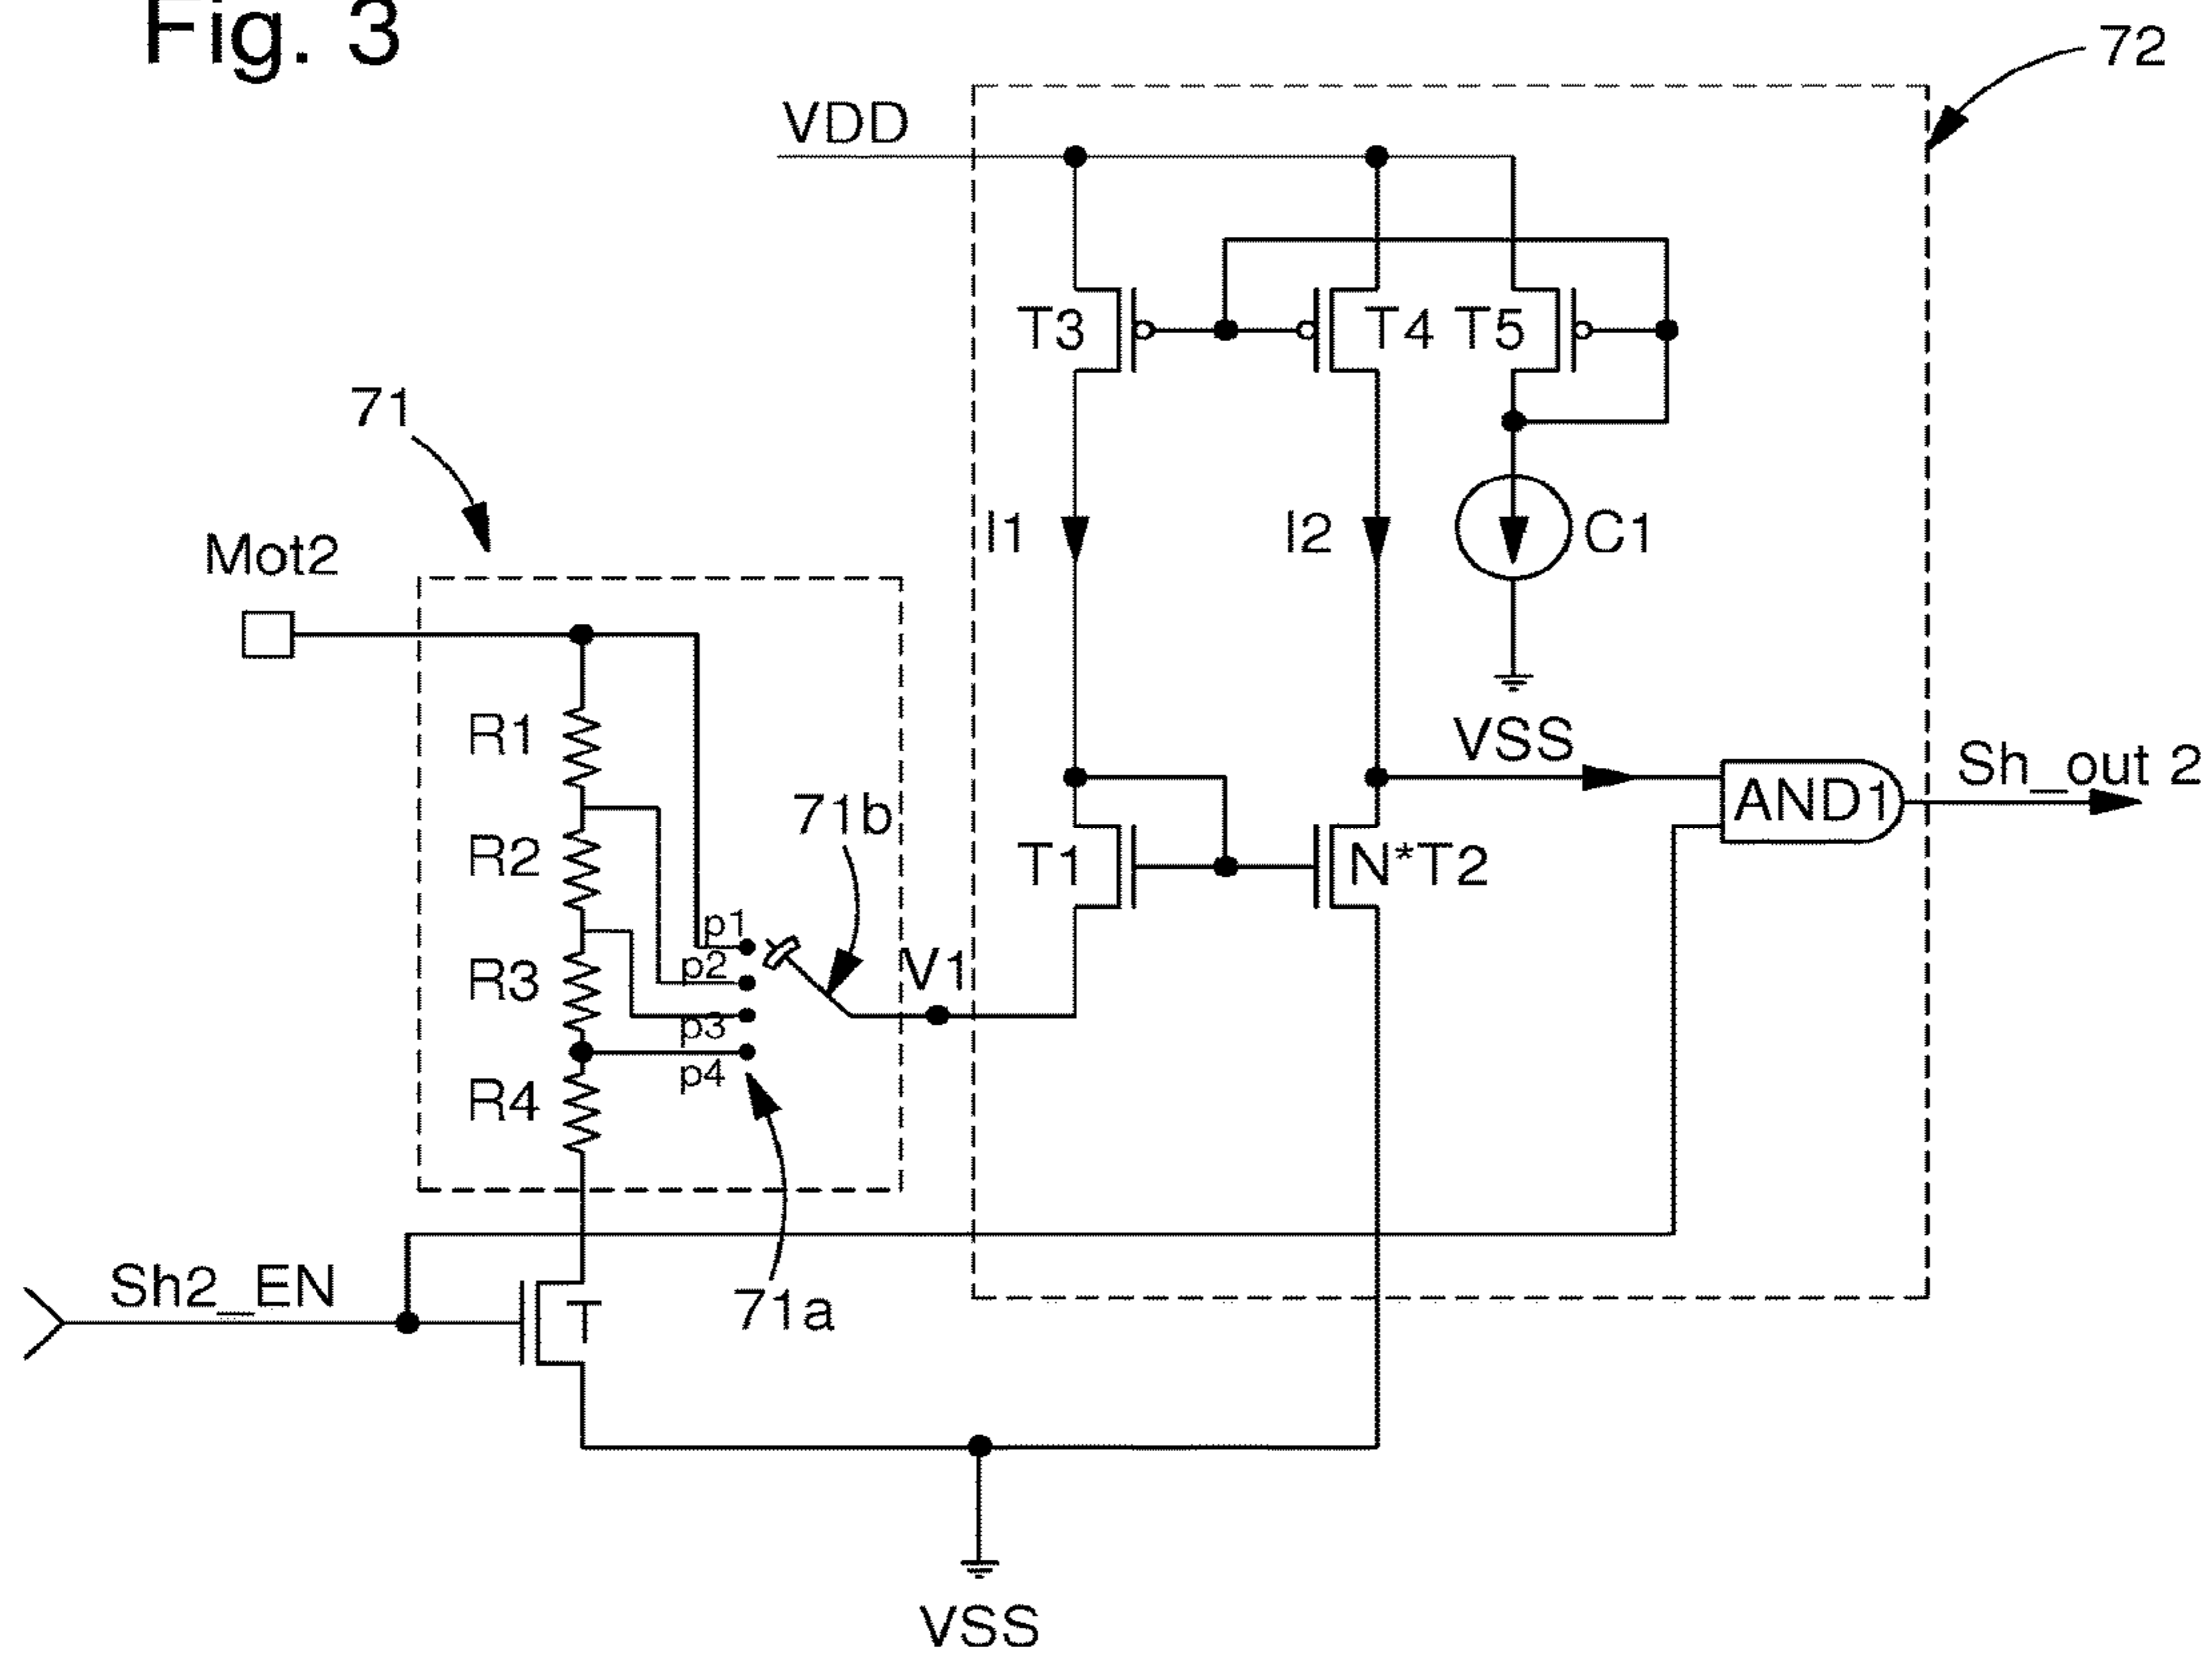 Fig. 3
72
VDD
T3
T4
T5
71
Mot2
I1
I2
C1
R1
VSS
Sh_out 2
71b
AND1
R2
T1
N*T2
p1
V1
p2
R3
p3
p4
R4
Sh2_EN
T
71a
VSS